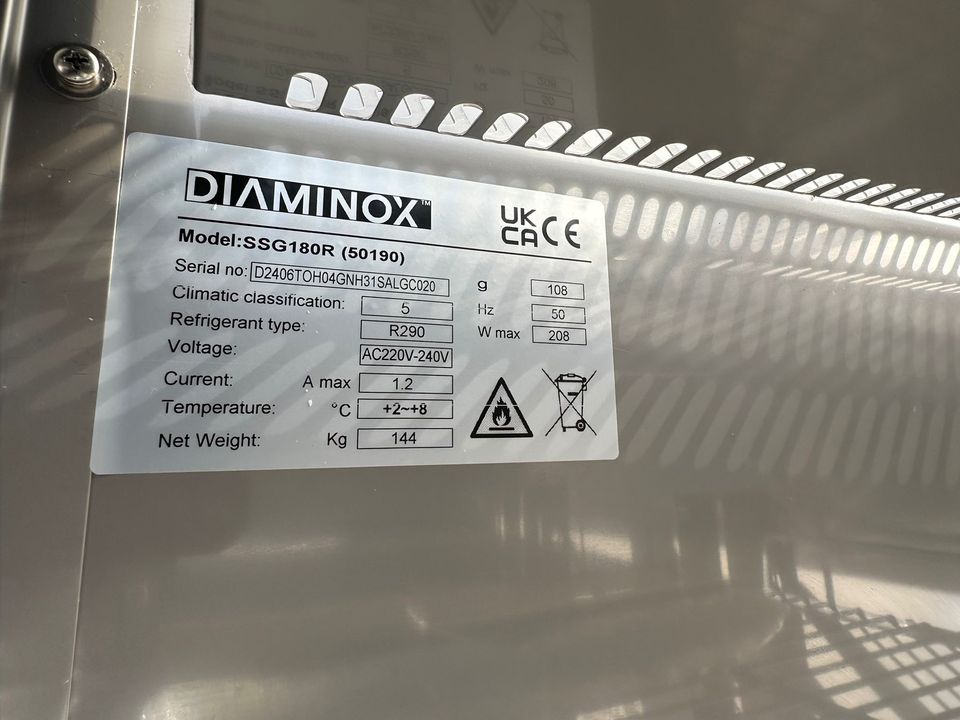 DIAMINOX™
UK CA CE
Model:SSG180R (50190)
Serial no: D2406TOH04GNH31SALGC020 g 108
Climatic classification: 5 Hz 50
Refrigerant type: R290 W max 208
Voltage: AC220V-240V
Current: A max 1.2
Temperature: °C +2~+8
Net Weight: Kg 144